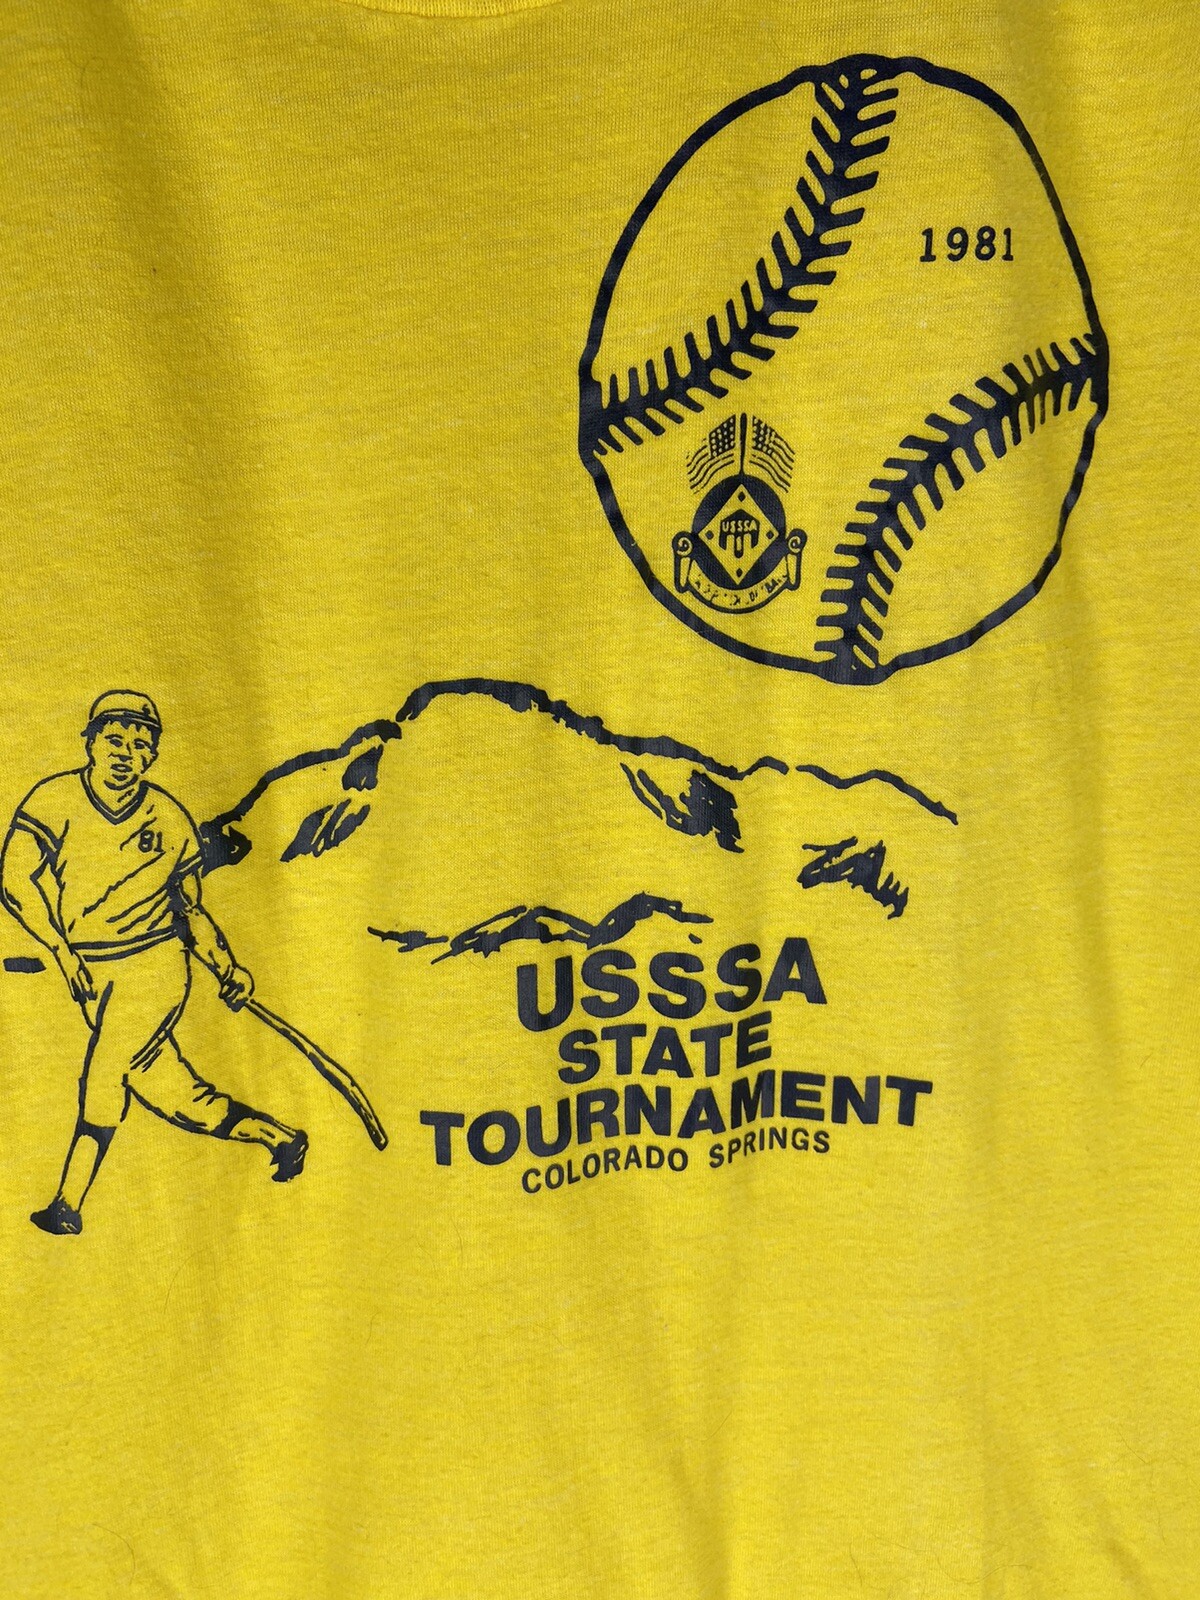 1981
USSSA
81
USSSA
STATE
TOURNAMENT
COLORADO SPRINGS